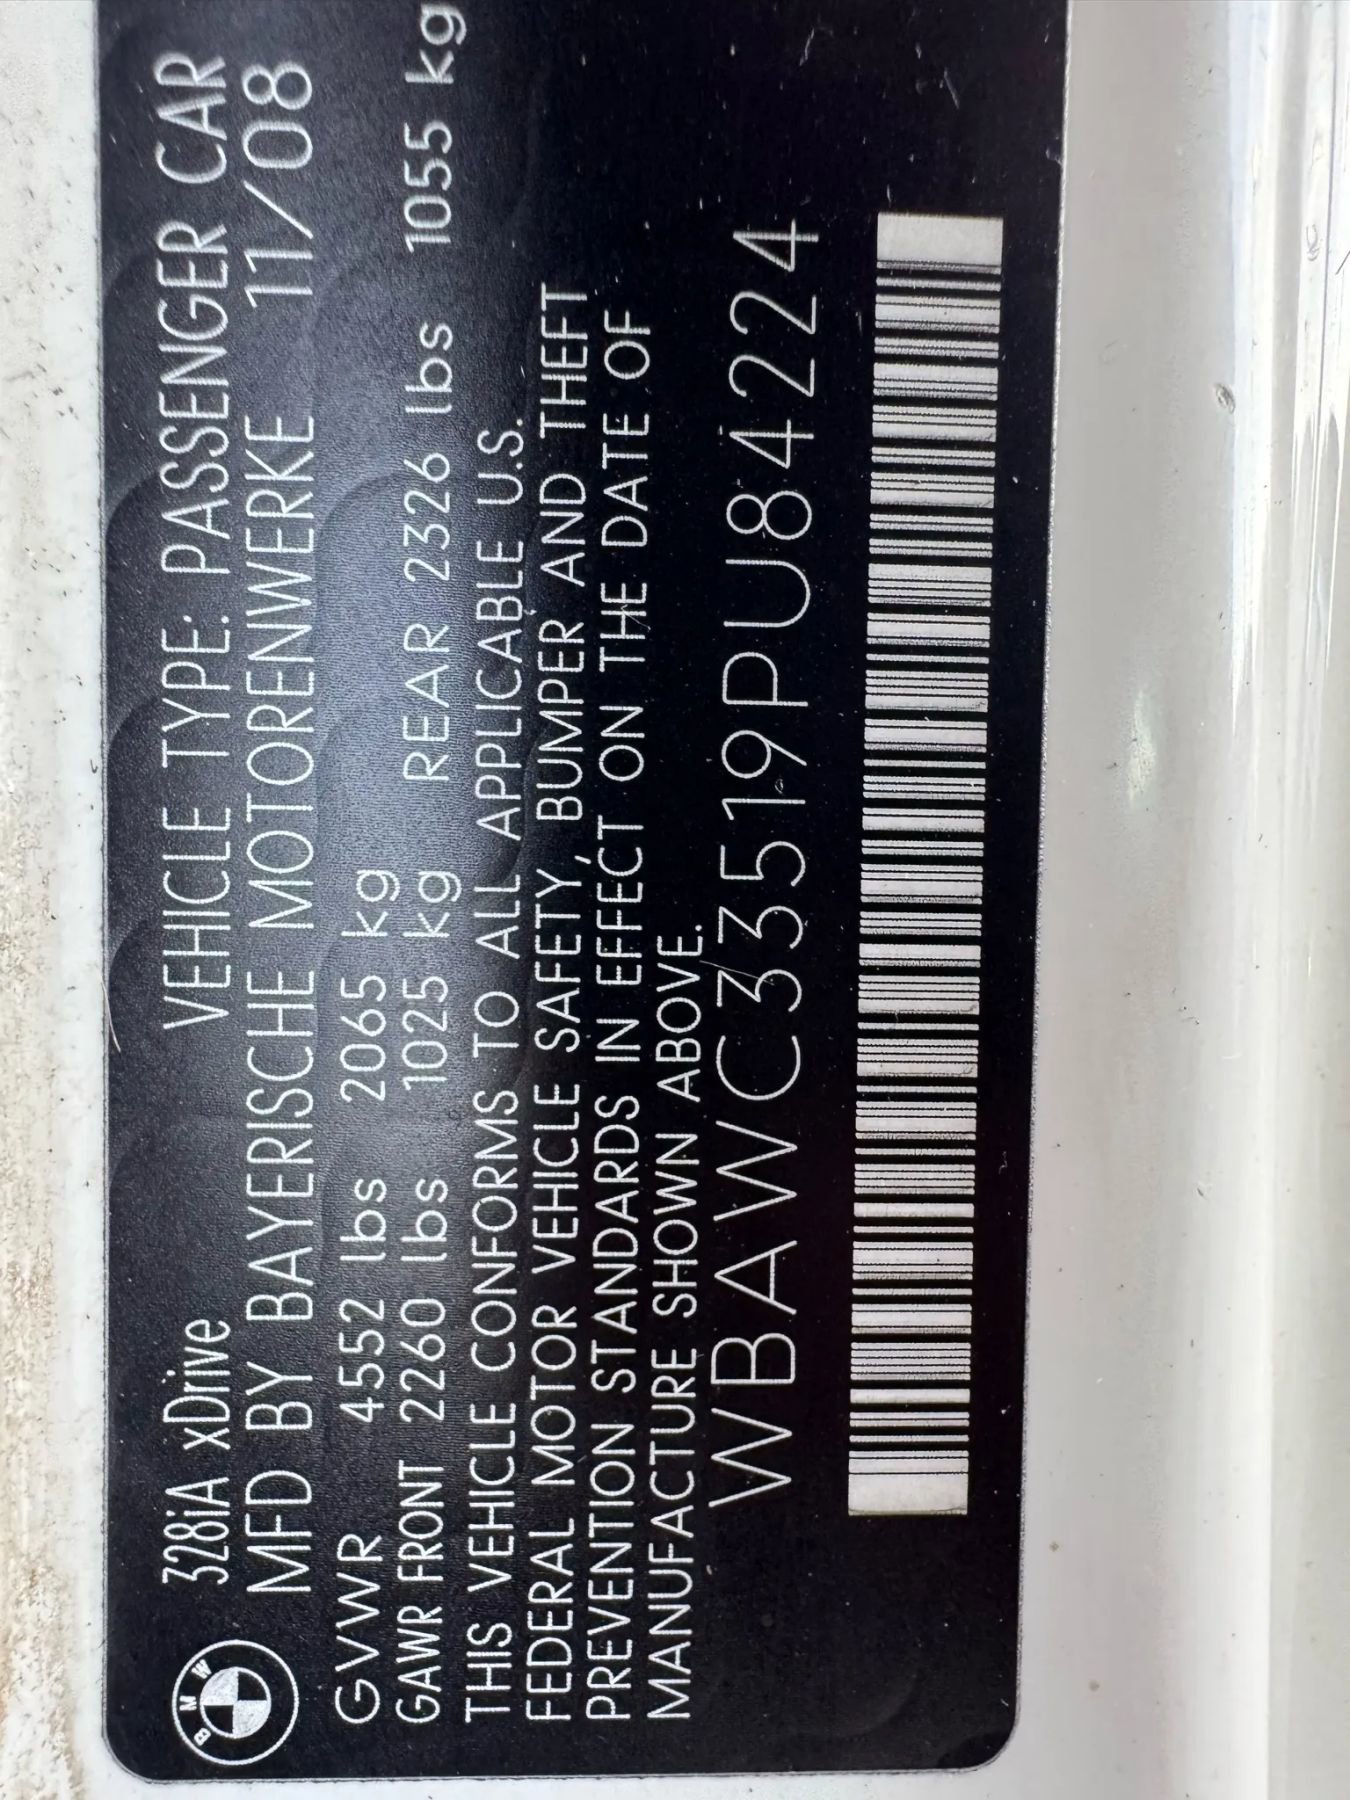 BMW
328iA xDrive VEHICLE TYPE: PASSENGER CAR
MFD BY BAYERISCHE MOTORENWERKE 11/08
GVWR 4552 lbs 2065 kg
GAWR FRONT 2260 lbs 1025 kg REAR 2326 lbs 1055 kg
THIS VEHICLE CONFORMS TO ALL APPLICABLE U.S.
FEDERAL MOTOR VEHICLE SAFETY, BUMPER AND THEFT
PREVENTION STANDARDS IN EFFECT ON THE DATE OF
MANUFACTURE SHOWN ABOVE.
WBAWC33519PU84224